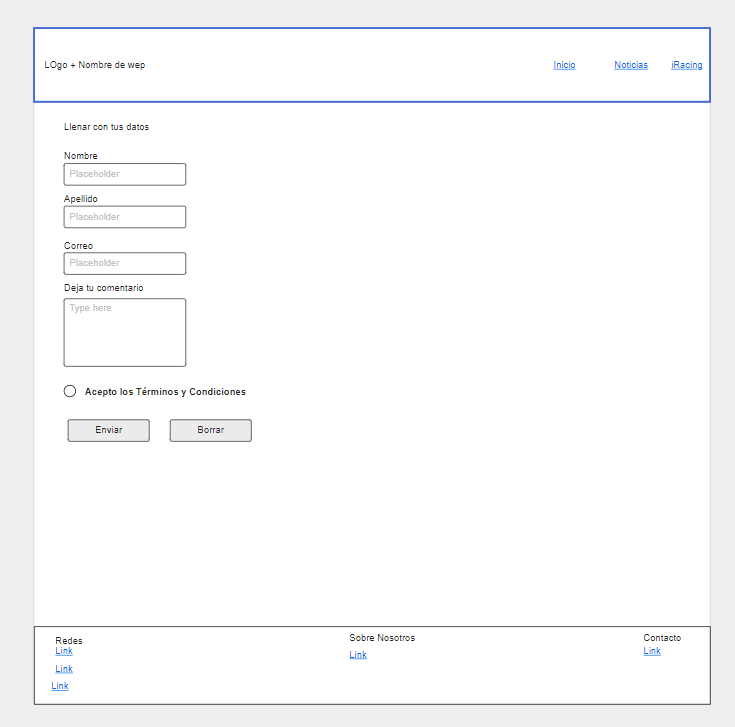 LOgo + Nombre de wep
Inicio Noticias iRacing
Llenar con tus datos
Nombre
Placeholder
Apellido
Placeholder
Correo
Placeholder
Deja tu comentario
Type here
Acepto los Términos y Condiciones
Enviar Borrar
Redes
Link
Link
Link
Sobre Nosotros
Link
Contacto
Link